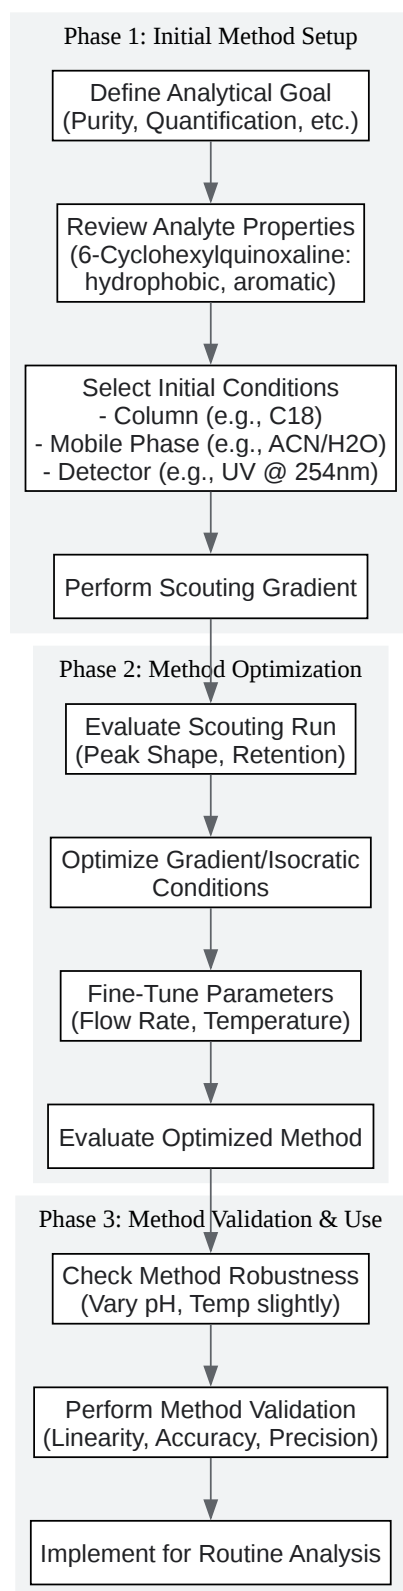 Phase 1: Initial Method Setup
Define Analytical Goal
(Purity, Quantification, etc.)
Review Analyte Properties
(6-Cyclohexylquinoxaline:
hydrophobic, aromatic)
Select Initial Conditions
- Column (e.g., C18)
- Mobile Phase (e.g., ACN/H2O)
- Detector (e.g., UV @ 254nm)
Perform Scouting Gradient
Phase 2: Method Optimization
Evaluate Scouting Run
(Peak Shape, Retention)
Optimize Gradient/Isocratic
Conditions
Fine-Tune Parameters
(Flow Rate, Temperature)
Evaluate Optimized Method
Phase 3: Method Validation & Use
Check Method Robustness
(Vary pH, Temp slightly)
Perform Method Validation
(Linearity, Accuracy, Precision)
Implement for Routine Analysis